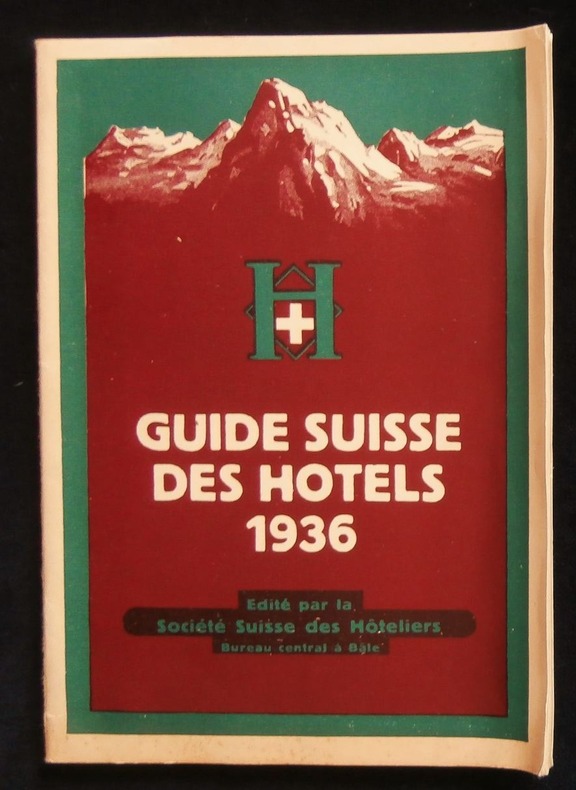 H
GUIDE SUISSE
DES HOTELS
1936
Edité par la
Société Suisse des Hôteliers
Bureau central à Bâle